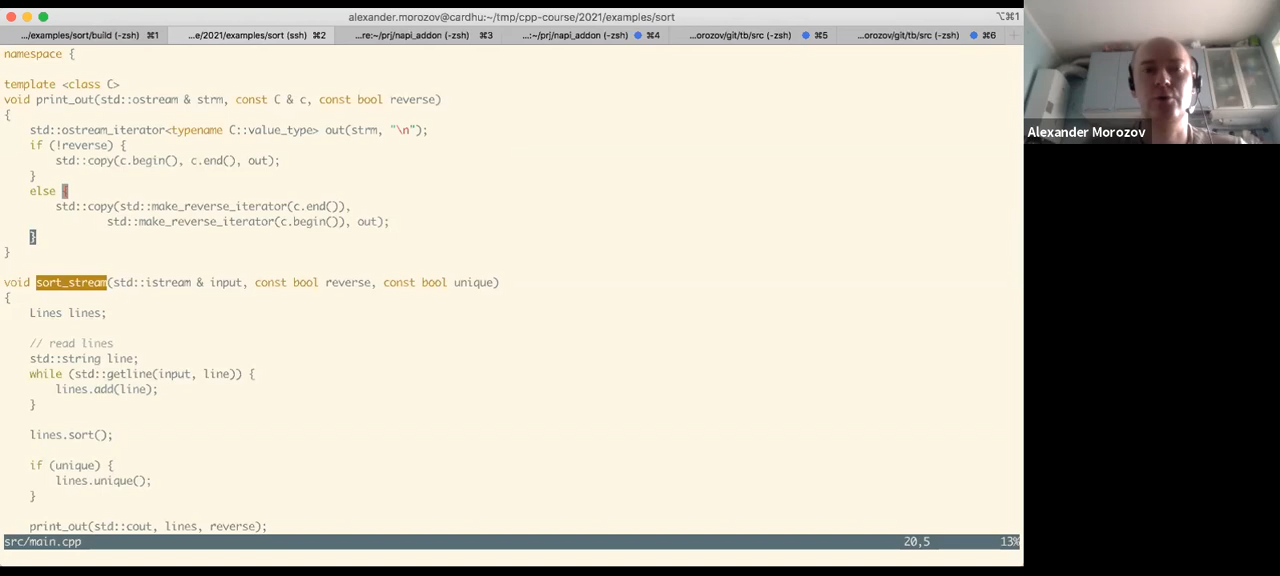 alexander.morozov@cardhu:~/tmp/cpp-course/2021/examples/sort
⌥⌘1
.../examples/sort/build (-zsh) ⌘1
...e/2021/examples/sort (ssh) ⌘2
...re:~/prj/napi_addon (-zsh) ⌘3
...:~/prj/napi_addon (-zsh) ⌘4
...orozov/git/tb/src (-zsh) ⌘5
...orozov/git/tb/src (-zsh) ⌘6
namespace {
template <class C>
void print_out(std::ostream & strm, const C & c, const bool reverse)
{
    std::ostream_iterator<typename C::value_type> out(strm, "\n");
    if (!reverse) {
        std::copy(c.begin(), c.end(), out);
    }
    else {
        std::copy(std::make_reverse_iterator(c.end()),
                std::make_reverse_iterator(c.begin()), out);
    }
}
void sort_stream(std::istream & input, const bool reverse, const bool unique)
{
    Lines lines;
    // read lines
    std::string line;
    while (std::getline(input, line)) {
        lines.add(line);
    }
    lines.sort();
    if (unique) {
        lines.unique();
    }
    print_out(std::cout, lines, reverse);
src/main.cpp 20,5 13%
Alexander Morozov